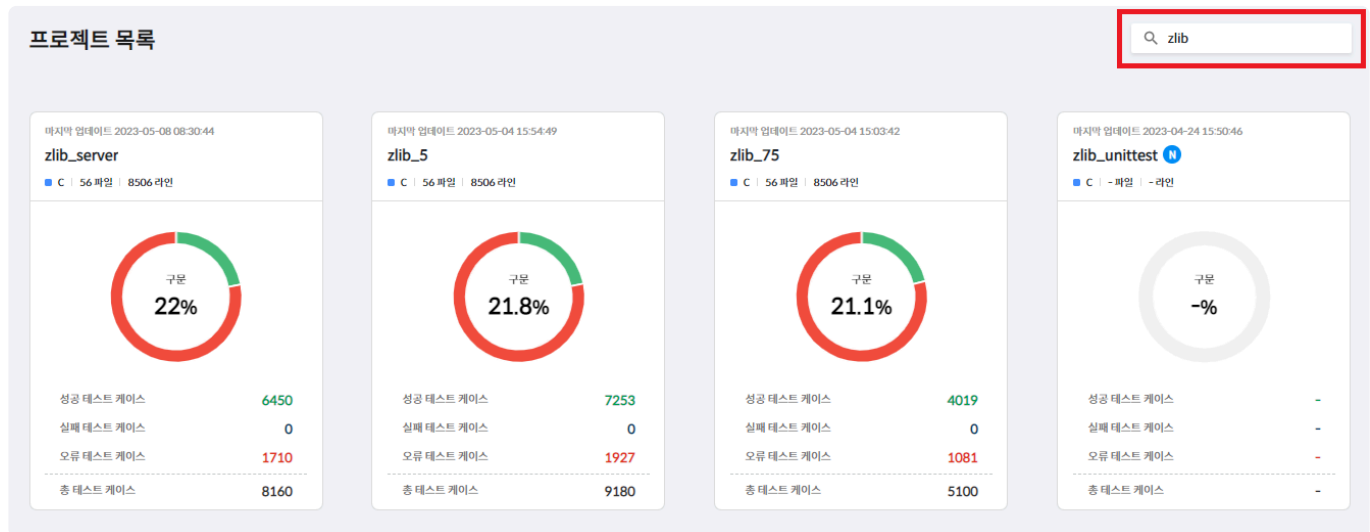 프로젝트 목록
zlib
마지막 업데이트 2023-05-08 08:30:44
zlib_server
C 56 파일 8506 라인
구문
22%
성공 테스트 케이스 6450
실패 테스트 케이스 0
오류 테스트 케이스 1710
총 테스트 케이스 8160
마지막 업데이트 2023-05-04 15:54:49
zlib_5
C 56 파일 8506 라인
구문
21.8%
성공 테스트 케이스 7253
실패 테스트 케이스 0
오류 테스트 케이스 1927
총 테스트 케이스 9180
마지막 업데이트 2023-05-04 15:03:42
zlib_75
C 56 파일 8506 라인
구문
21.1%
성공 테스트 케이스 4019
실패 테스트 케이스 0
오류 테스트 케이스 1081
총 테스트 케이스 5100
마지막 업데이트 2023-04-24 15:50:46
zlib_unittest N
C - 파일 - 라인
구문
-%
성공 테스트 케이스 -
실패 테스트 케이스 -
오류 테스트 케이스 -
총 테스트 케이스 -